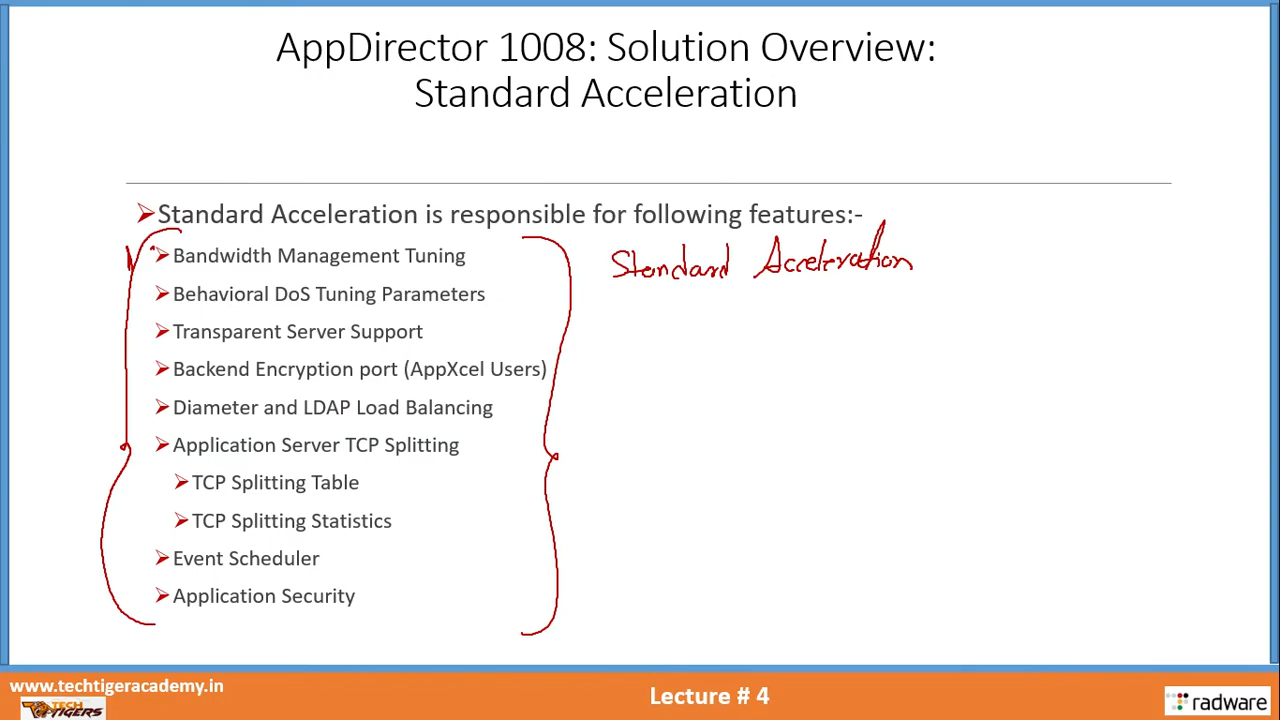 AppDirector 1008: Solution Overview:
Standard Acceleration
Standard Acceleration is responsible for following features:-
Bandwidth Management Tuning
Standard Acceleration
Behavioral DoS Tuning Parameters
Transparent Server Support
Backend Encryption port (AppXcel Users)
Diameter and LDAP Load Balancing
Application Server TCP Splitting
TCP Splitting Table
TCP Splitting Statistics
Event Scheduler
Application Security
www.techtigeracademy.in
TECH
TIGERS
Lecture # 4
radware